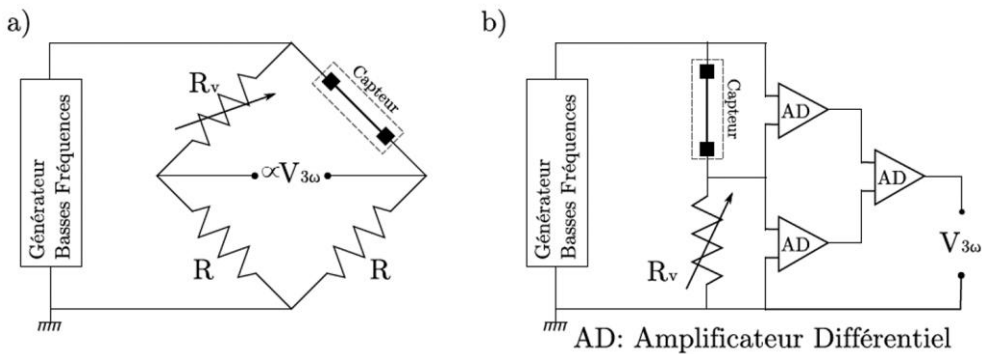 a)
Générateur
Basses Fréquences
Rᵥ
Capteur
∝V₃ω
R
R
b)
Générateur
Basses Fréquences
Capteur
Rᵥ
AD
AD
AD
V₃ω
AD: Amplificateur Différentiel